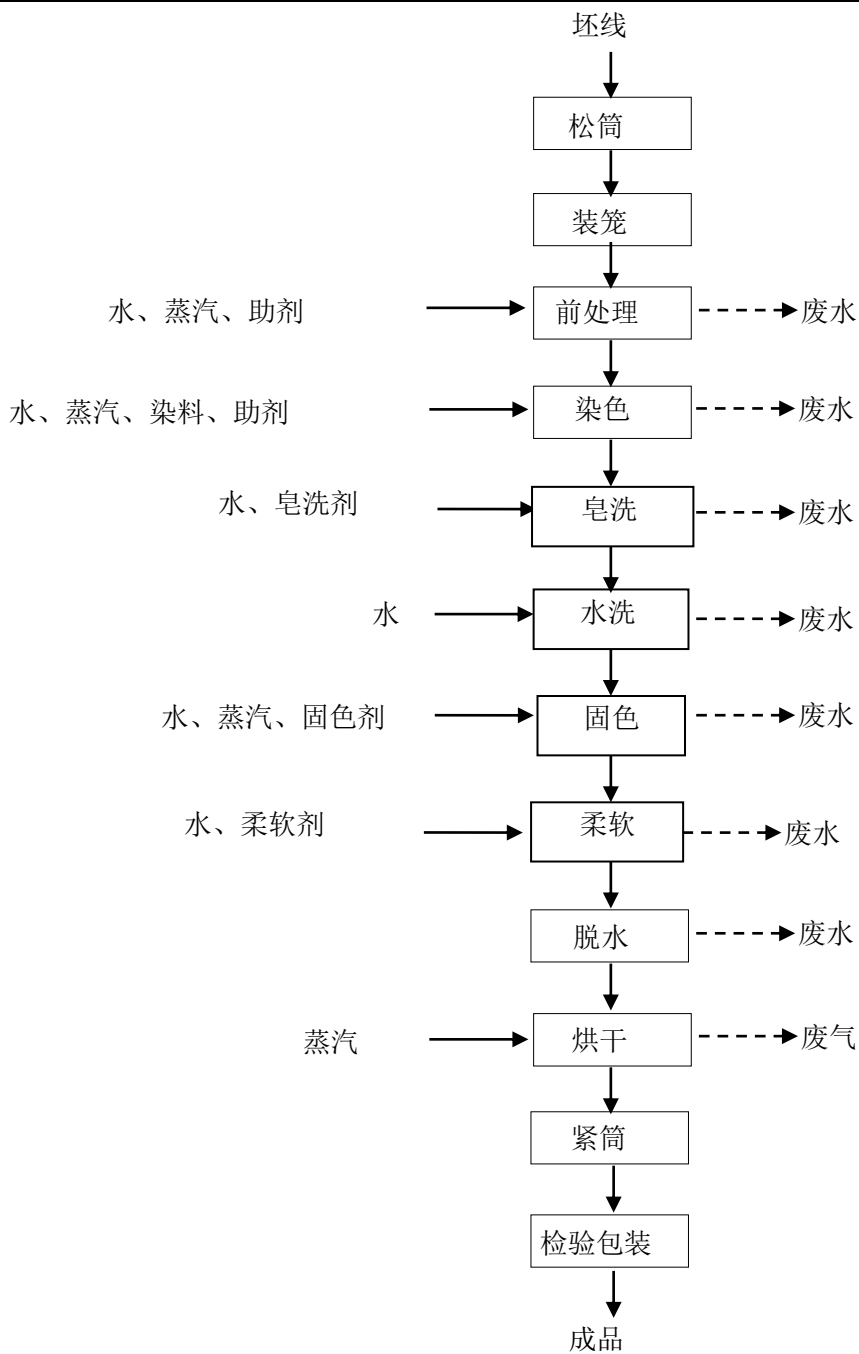 坯线
松筒
装笼
水、蒸汽、助剂
前处理
废水
水、蒸汽、染料、助剂
染色
废水
水、皂洗剂
皂洗
废水
水
水洗
废水
水、蒸汽、固色剂
固色
废水
水、柔软剂
柔软
废水
脱水
废水
蒸汽
烘干
废气
紧筒
检验包装
成品